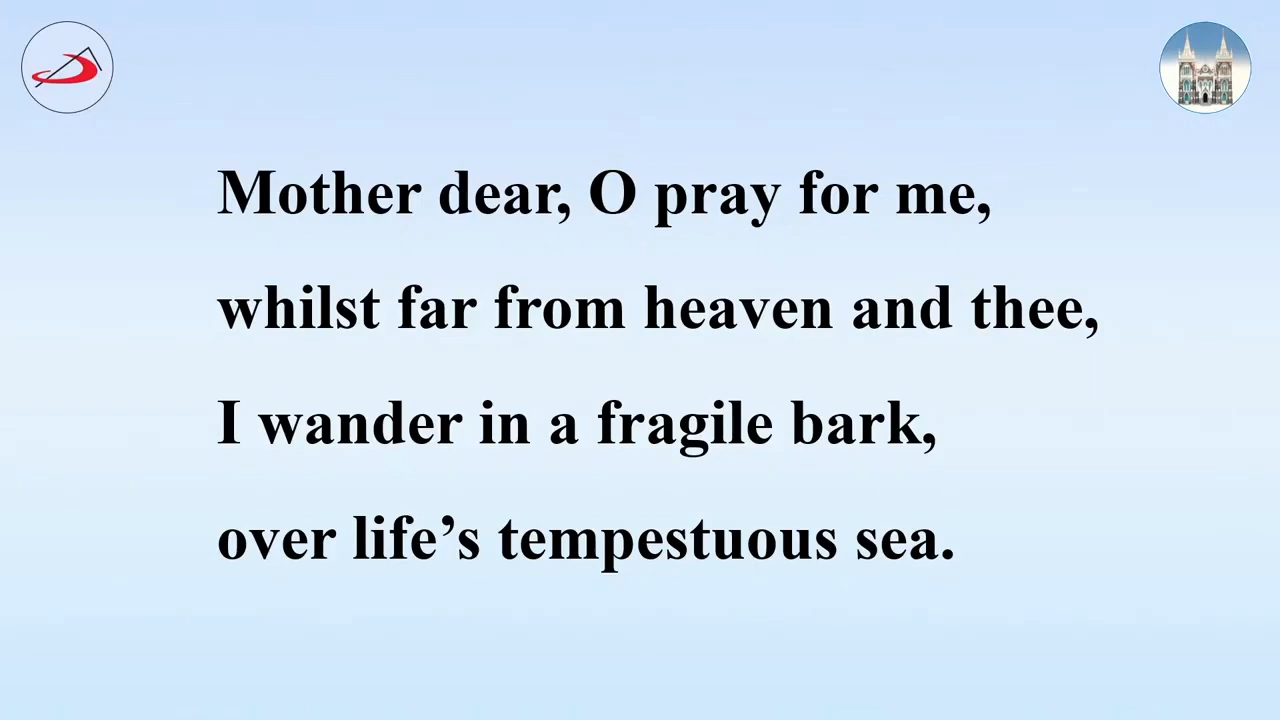 Mother dear, O pray for me,
whilst far from heaven and thee,
I wander in a fragile bark,
over life’s tempestuous sea.